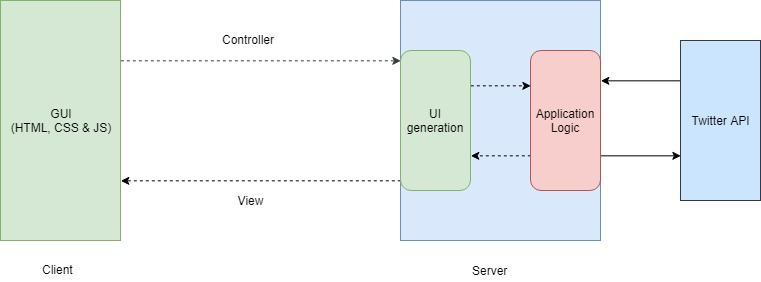 Controller
GUI
(HTML, CSS & JS)
UI
generation
Application
Logic
Twitter API
View
Client
Server